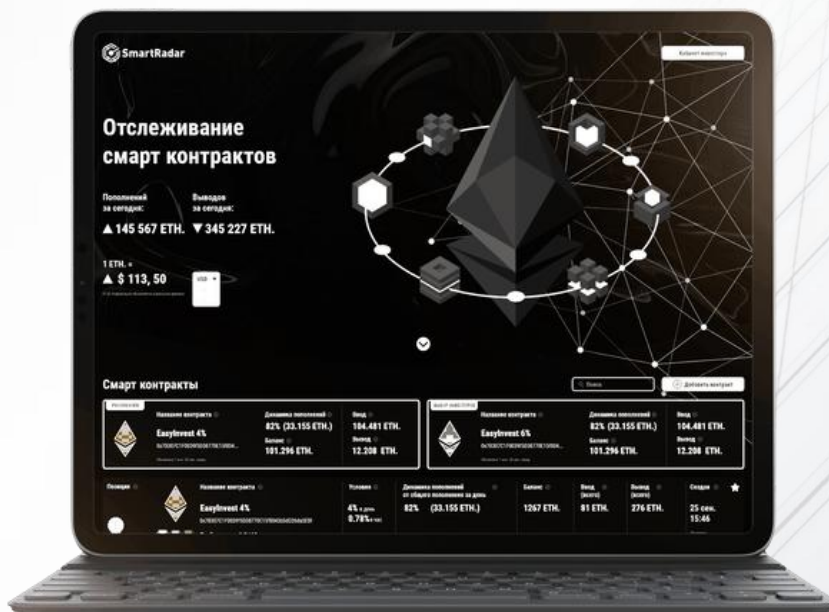 SmartRadar
Кабинет инвестора
Отслеживание
смарт контрактов
Пополнений
за сегодня:
Выводов
за сегодня:
▲ 145 567 ETH.
▼ 345 227 ETH.
1 ETH. =
▲ $ 113, 50
USD
Смарт контракты
Поиск
Добавить контракт
Название контракта
EasyInvest 4%
Динамика пополнений
82% (33.155 ETH.)
Баланс
101.296 ETH.
Ввод
104.481 ETH.
Вывод
12.208 ETH.
Название контракта
EasyInvest 6%
Динамика пополнений
82% (33.155 ETH.)
Баланс
101.296 ETH.
Ввод
104.481 ETH.
Вывод
12.208 ETH.
Позиция
Название контракта
EasyInvest 4%
Условия
4% в день
0.78% в час
Динамика пополнений
от общего пополнения за день
82% (33.155 ETH.)
Баланс
1267 ETH.
Ввод
(всего)
81 ETH.
Вывод
(всего)
276 ETH.
Создан
25 сен.
15:46